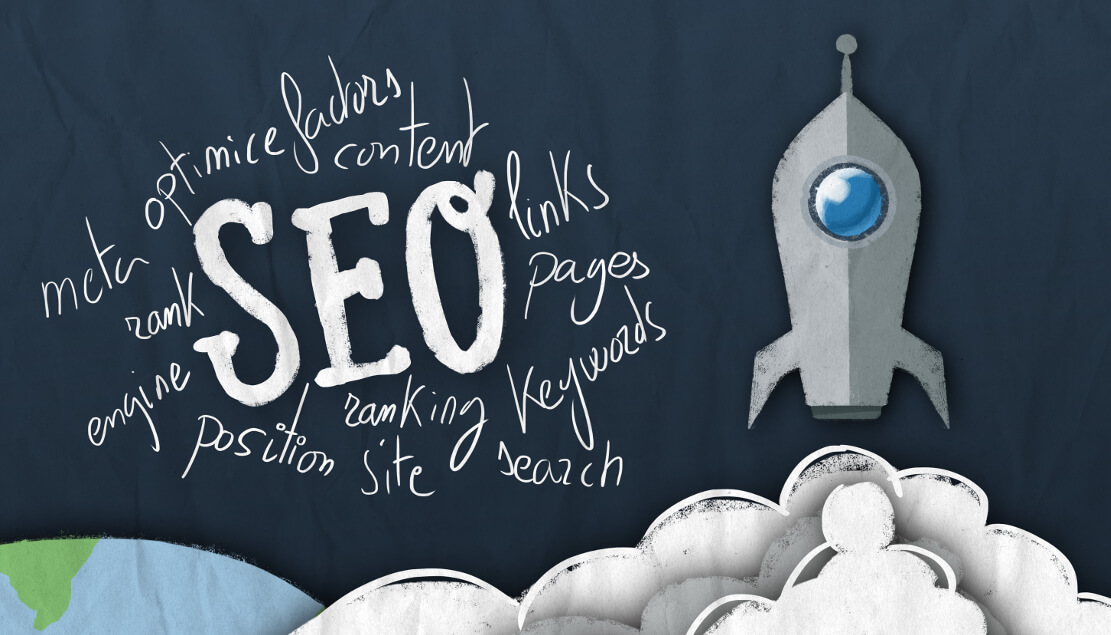 factors
optimice
content
links
SEO
meta
pages
rank
keywords
engine
ranking
position
site
search